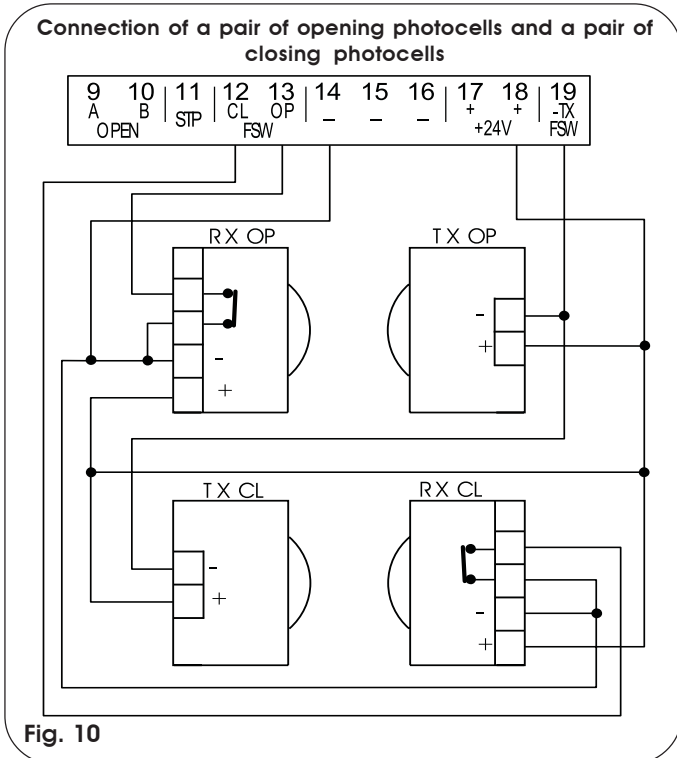 Connection of a pair of opening photocells and a pair of
closing photocells
9 10 11 12 13 14 15 16 17 18 19
A B STP CL OP – – – + + -TX
OPEN FSW +24V FSW
RX OP TX OP
-
+
-
+
TX CL RX CL
-
+
-
+
Fig. 10